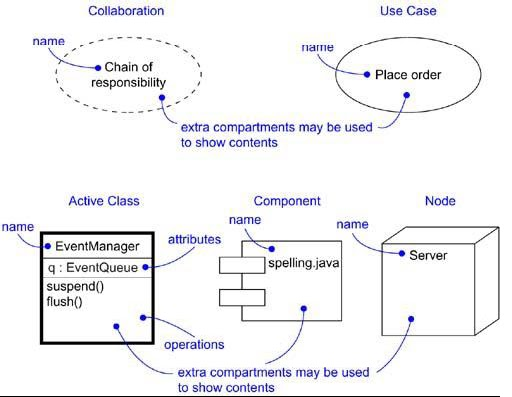 Collaboration
Use Case
name
name
Chain of
responsibility
Place order
extra compartments may be used
to show contents
Active Class
Component
Node
name
name
name
EventManager
attributes
q : EventQueue
spelling.java
Server
suspend()
flush()
operations
extra compartments may be used
to show contents